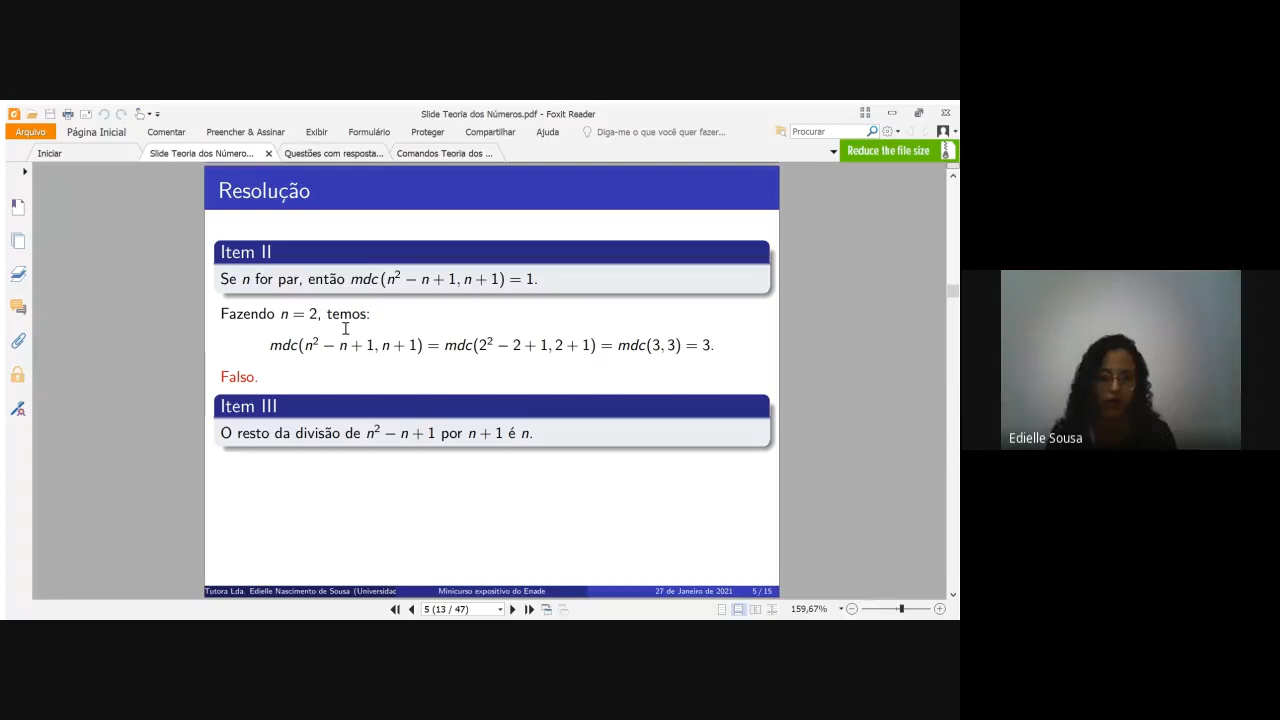 Slide Teoria dos Números.pdf - Foxit Reader
Arquivo Página Inicial Comentar Preencher & Assinar Exibir Formulário Proteger Compartilhar Ajuda Diga-me o que você quer fazer... Procurar
Iniciar Slide Teoria dos Número... Questões com resposta... Comandos Teoria dos ... Reduce the file size
Resolução
Item II
Se n for par, então mdc(n² − n + 1, n + 1) = 1.
Fazendo n = 2, temos:
mdc(n² − n + 1, n + 1) = mdc(2² − 2 + 1, 2 + 1) = mdc(3, 3) = 3.
Falso.
Item III
O resto da divisão de n² − n + 1 por n + 1 é n.
Edielle Sousa
Tutora Lda. Edielle Nascimento de Sousa (Universidad Minicurso expositivo do Enade 27 de Janeiro de 2021 5 / 15
5 (13 / 47) 159,67%